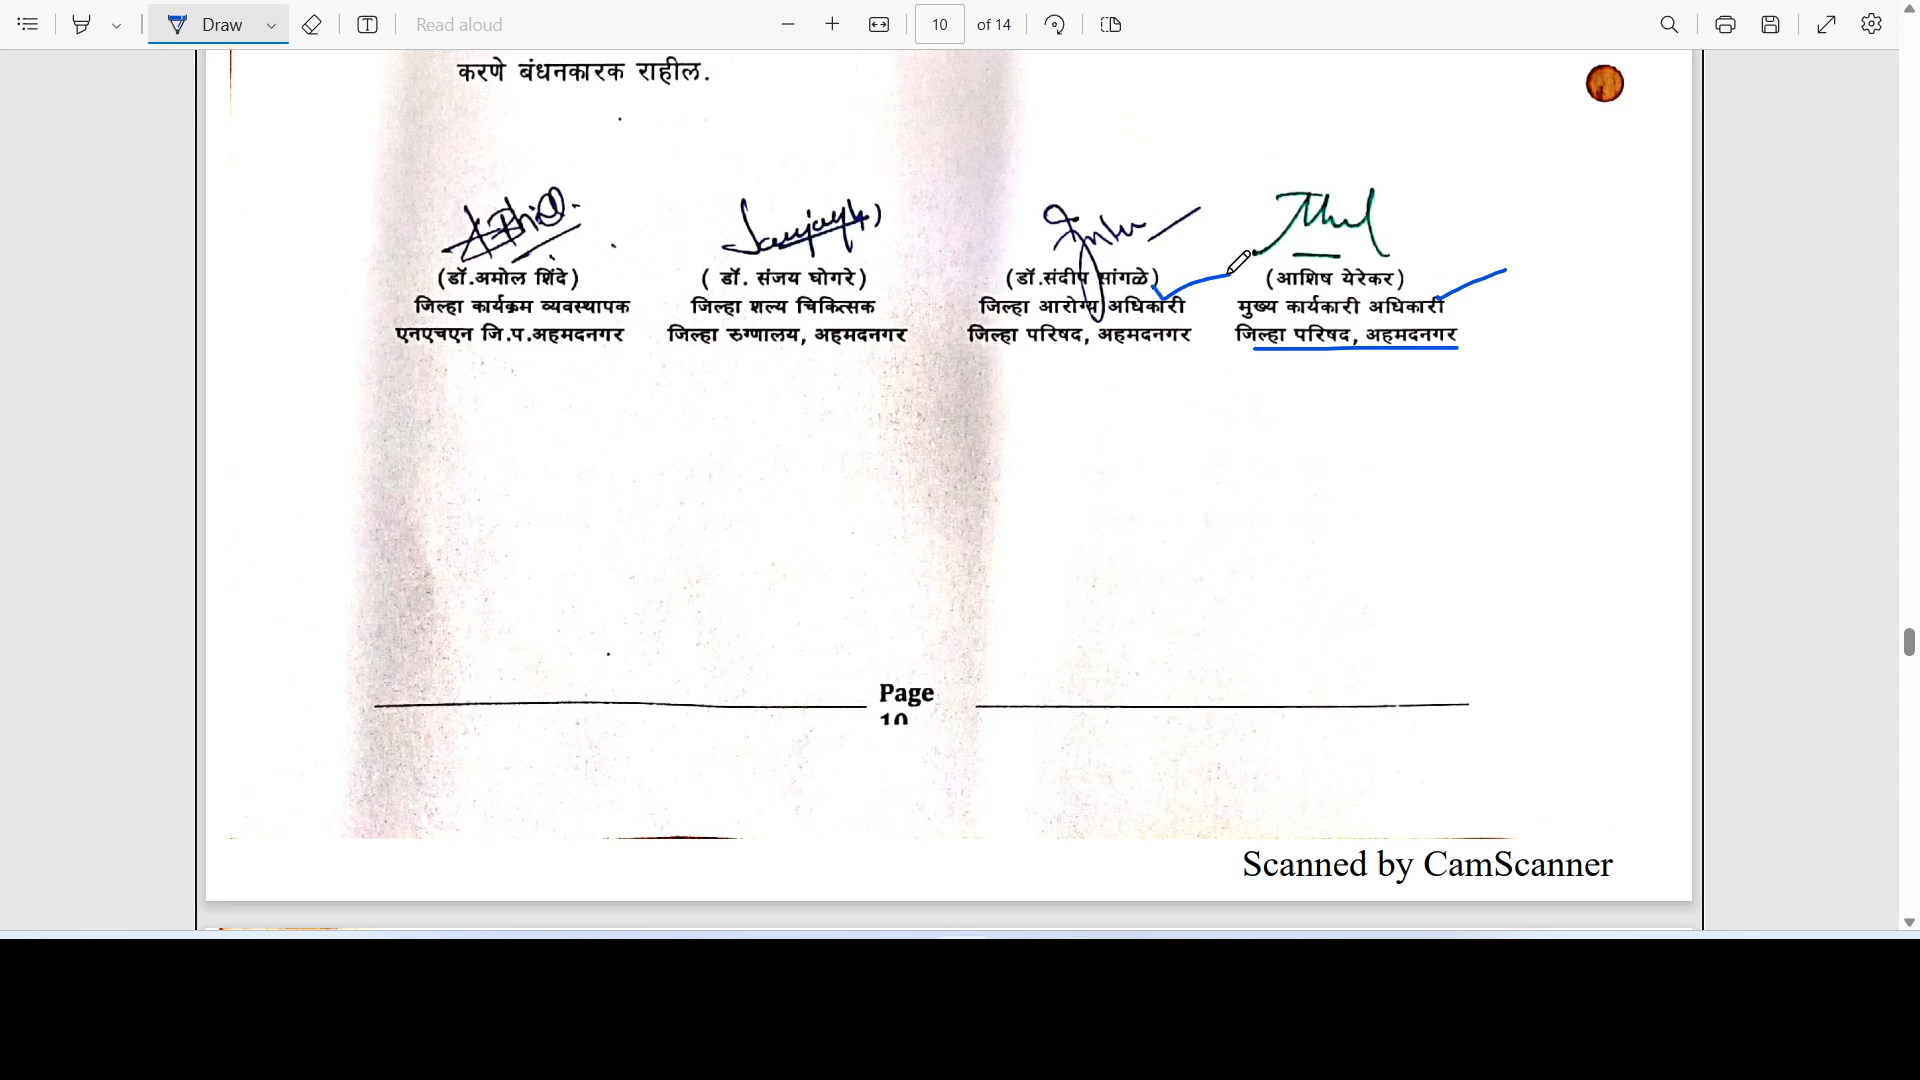 Draw
Read aloud
10 of 14
करणे बंधनकारक राहील.
(डॉ.अमोल शिंदे)
जिल्हा कार्यक्रम व्यवस्थापक
एनएचएन जि.प.अहमदनगर
( डॉ. संजय घोगरे)
जिल्हा शल्य चिकित्सक
जिल्हा रुग्णालय, अहमदनगर
(डॉ.संदीप सांगळे)
जिल्हा आरोग्य अधिकारी
जिल्हा परिषद, अहमदनगर
(आशिष येरेकर)
मुख्य कार्यकारी अधिकारी
जिल्हा परिषद, अहमदनगर
Page
10
Scanned by CamScanner